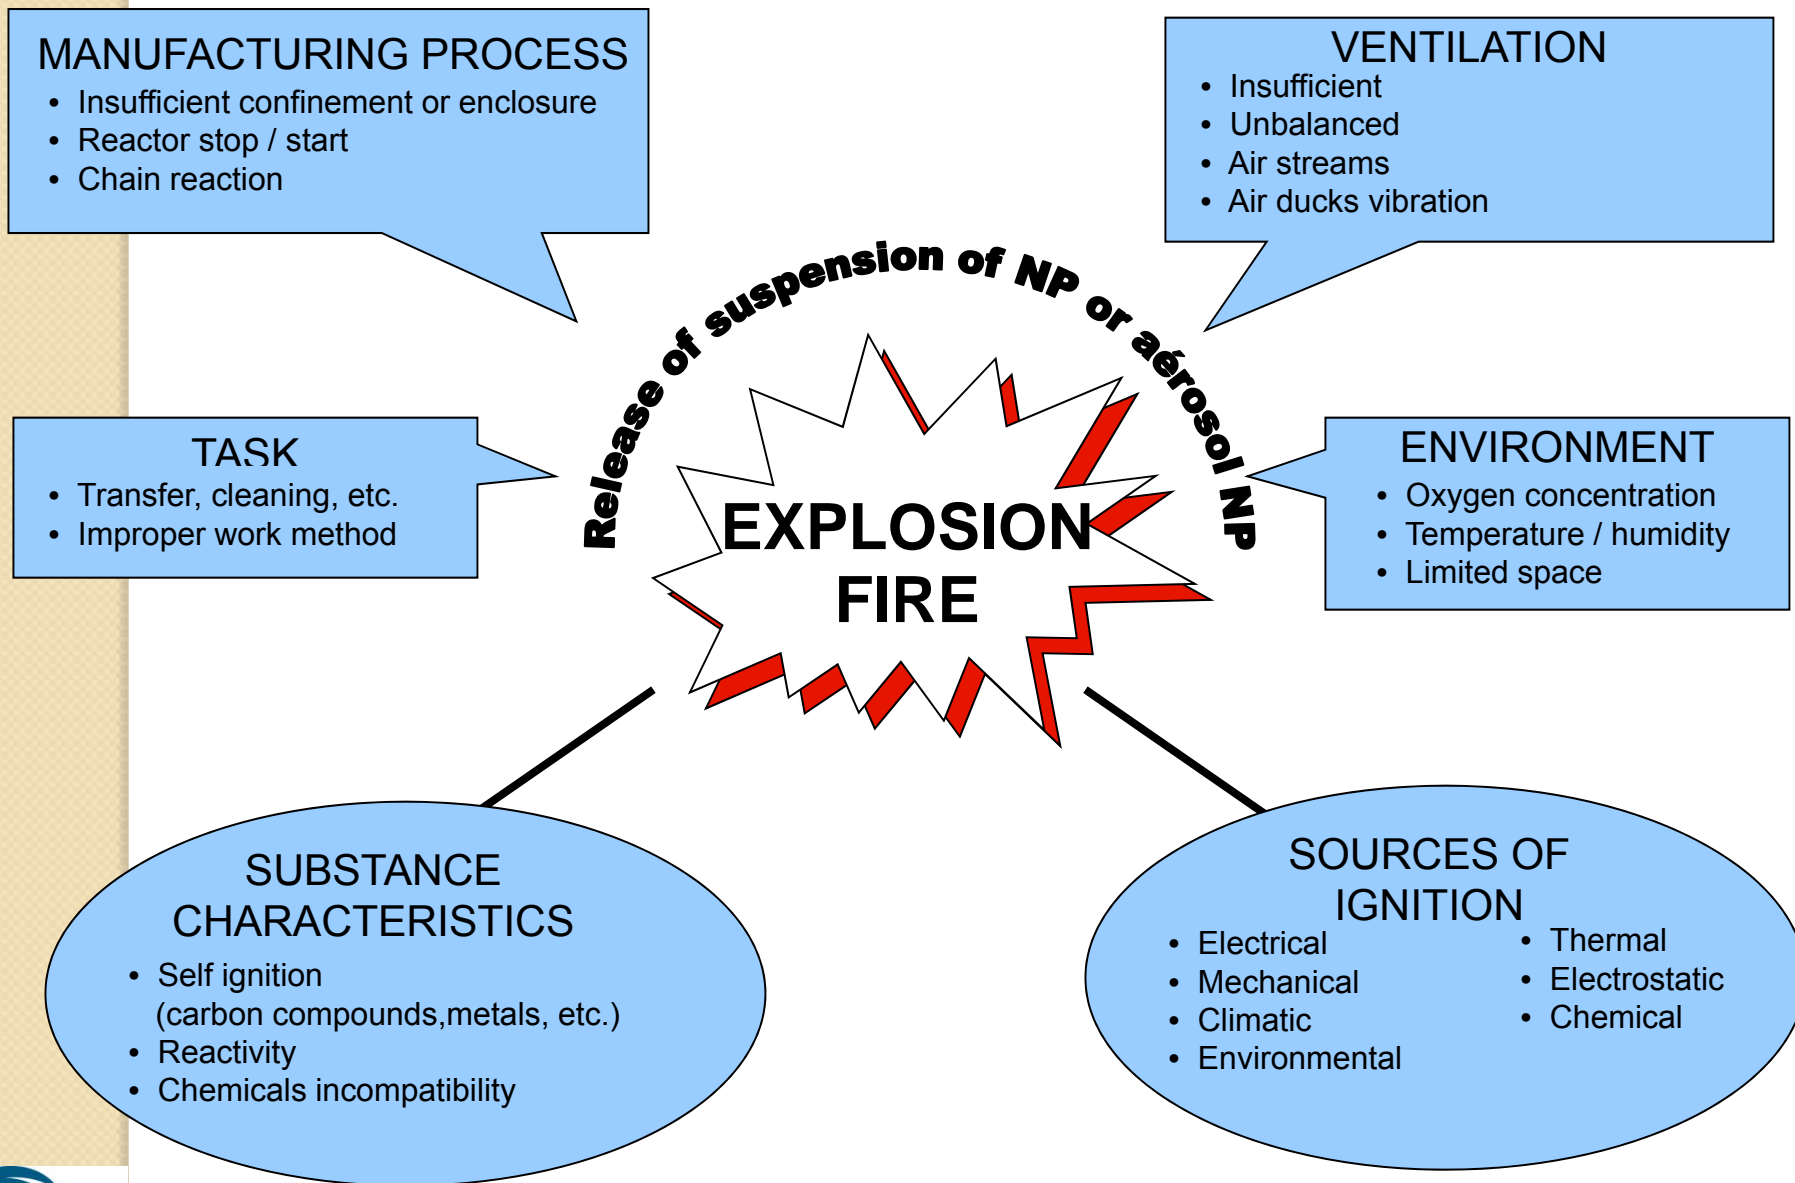 MANUFACTURING PROCESS
• Insufficient confinement or enclosure
• Reactor stop / start
• Chain reaction
VENTILATION
• Insufficient
• Unbalanced
• Air streams
• Air ducks vibration
Release of suspension of NP or aérosol NP
TASK
• Transfer, cleaning, etc.
• Improper work method
EXPLOSION
FIRE
ENVIRONMENT
• Oxygen concentration
• Temperature / humidity
• Limited space
SUBSTANCE
CHARACTERISTICS
• Self ignition
(carbon compounds,metals, etc.)
• Reactivity
• Chemicals incompatibility
SOURCES OF
IGNITION
• Electrical
• Mechanical
• Climatic
• Environmental
• Thermal
• Electrostatic
• Chemical